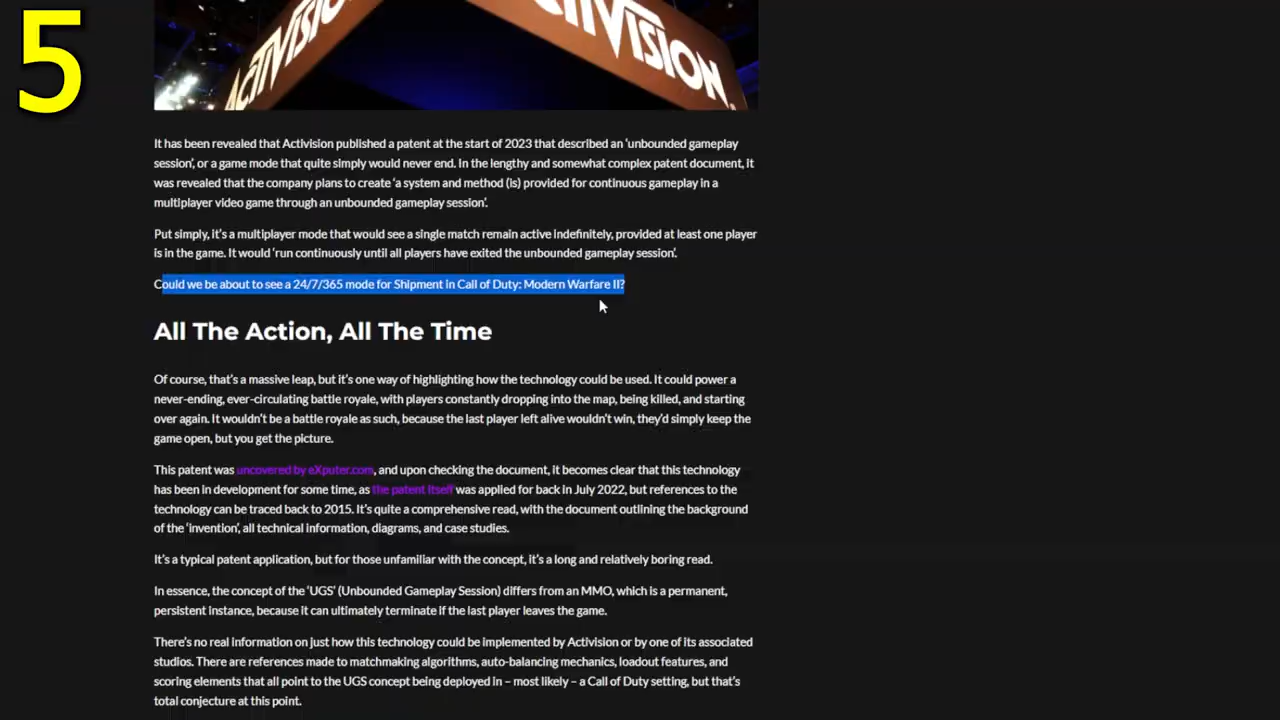 5
ACTIVISION
ACTIVISION
It has been revealed that Activision published a patent at the start of 2023 that described an ‘unbounded gameplay
session’, or a game mode that quite simply would never end. In the lengthy and somewhat complex patent document, it
was revealed that the company plans to create ‘a system and method (is) provided for continuous gameplay in a
multiplayer video game through an unbounded gameplay session’.
Put simply, it’s a multiplayer mode that would see a single match remain active indefinitely, provided at least one player
is in the game. It would ‘run continuously until all players have exited the unbounded gameplay session’.
Could we be about to see a 24/7/365 mode for Shipment in Call of Duty: Modern Warfare II?
All The Action, All The Time
Of course, that’s a massive leap, but it’s one way of highlighting how the technology could be used. It could power a
never-ending, ever-circulating battle royale, with players constantly dropping into the map, being killed, and starting
over again. It wouldn’t be a battle royale as such, because the last player left alive wouldn’t win, they’d simply keep the
game open, but you get the picture.
This patent was uncovered by eXputer.com, and upon checking the document, it becomes clear that this technology
has been in development for some time, as the patent itself was applied for back in July 2022, but references to the
technology can be traced back to 2015. It’s quite a comprehensive read, with the document outlining the background
of the ‘invention’, all technical information, diagrams, and case studies.
It’s a typical patent application, but for those unfamiliar with the concept, it’s a long and relatively boring read.
In essence, the concept of the ‘UGS’ (Unbounded Gameplay Session) differs from an MMO, which is a permanent,
persistent instance, because it can ultimately terminate if the last player leaves the game.
There’s no real information on just how this technology could be implemented by Activision or by one of its associated
studios. There are references made to matchmaking algorithms, auto-balancing mechanics, loadout features, and
scoring elements that all point to the UGS concept being deployed in – most likely – a Call of Duty setting, but that’s
total conjecture at this point.